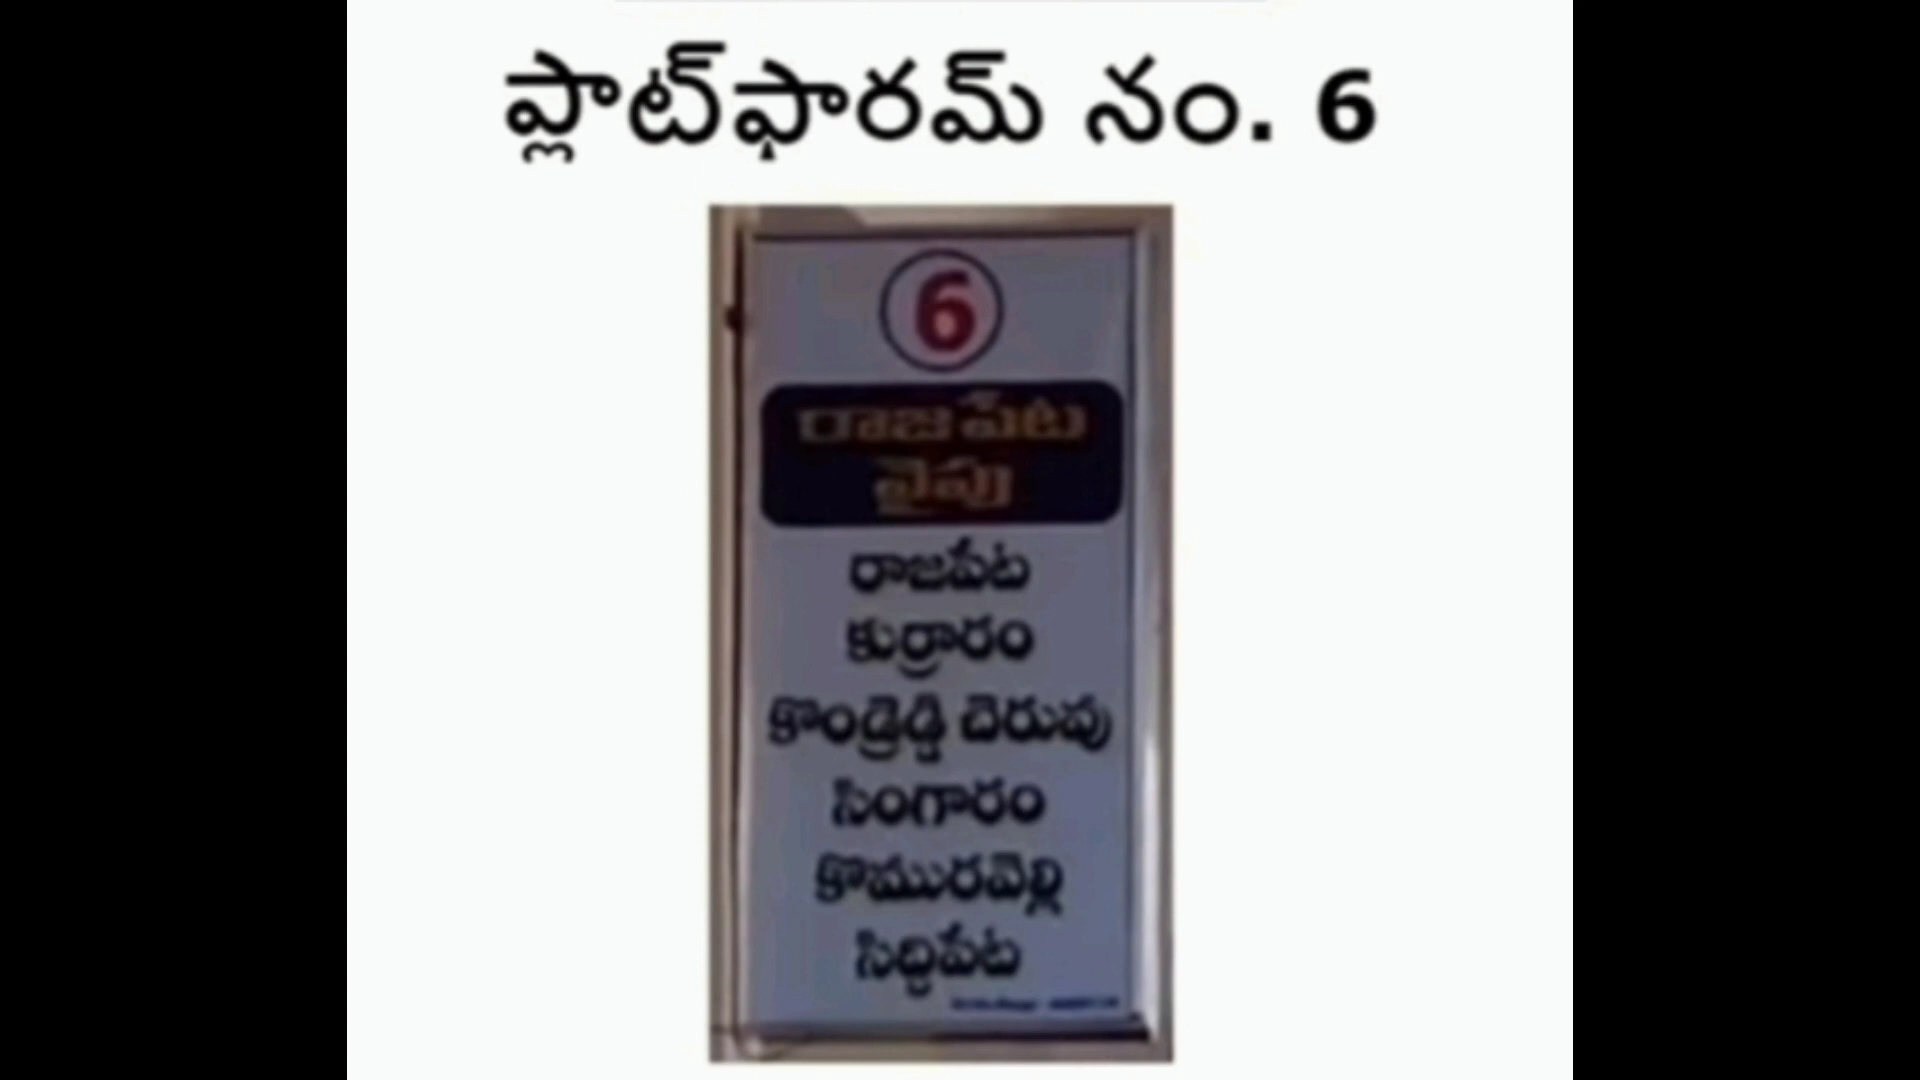 ప్లాట్‌ఫారమ్ నం. 6
6
రాజపేట
వైపు
రాజపేట
కుర్రారం
కొండ్రెడ్డి చెరువు
సింగారం
కొమురవెల్లి
సిద్దిపేట